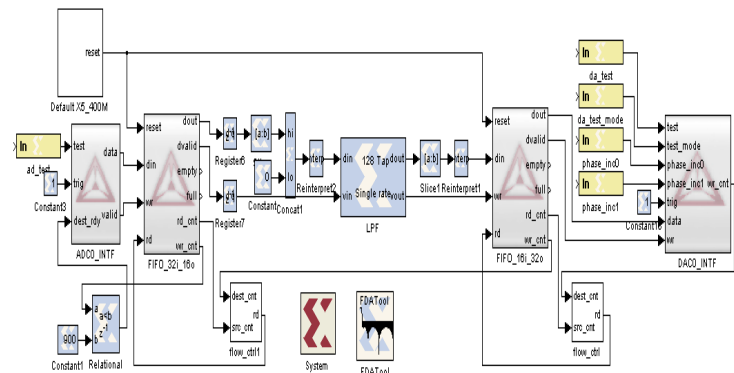 reset
Default X5_400M
In
ad_test
1
Constant3
test
trig
dest_rdy
data
valid
ADC0_INTF
reset
din
wr
rd
dout
dvalid
empty
full
rd_cnt
wr_cnt
FIFO_32i_16o
Register6
[a:b]
Register7
0
Constant
hi
lo
Concat1
Reinterpret2
din
vin
128 Tap
Single rate
dout
vout
LPF
[a:b]
Slice1
Reinterpret1
reset
din
wr
rd
dout
dvalid
empty
full
rd_cnt
wr_cnt
FIFO_16i_32o
In
da_test
In
da_test_mode
In
phase_inc0
In
phase_inc1
1
test
test_mode
phase_inc0
phase_inc1
trig
data
wr
wr_cnt
DAC0_INTF
900
Constant1
a
b
a<b
z-1
Relational
dest_cnt
src_cnt
rd
flow_ctrl1
System
FDATool
FDATool
dest_cnt
src_cnt
rd
flow_ctrl